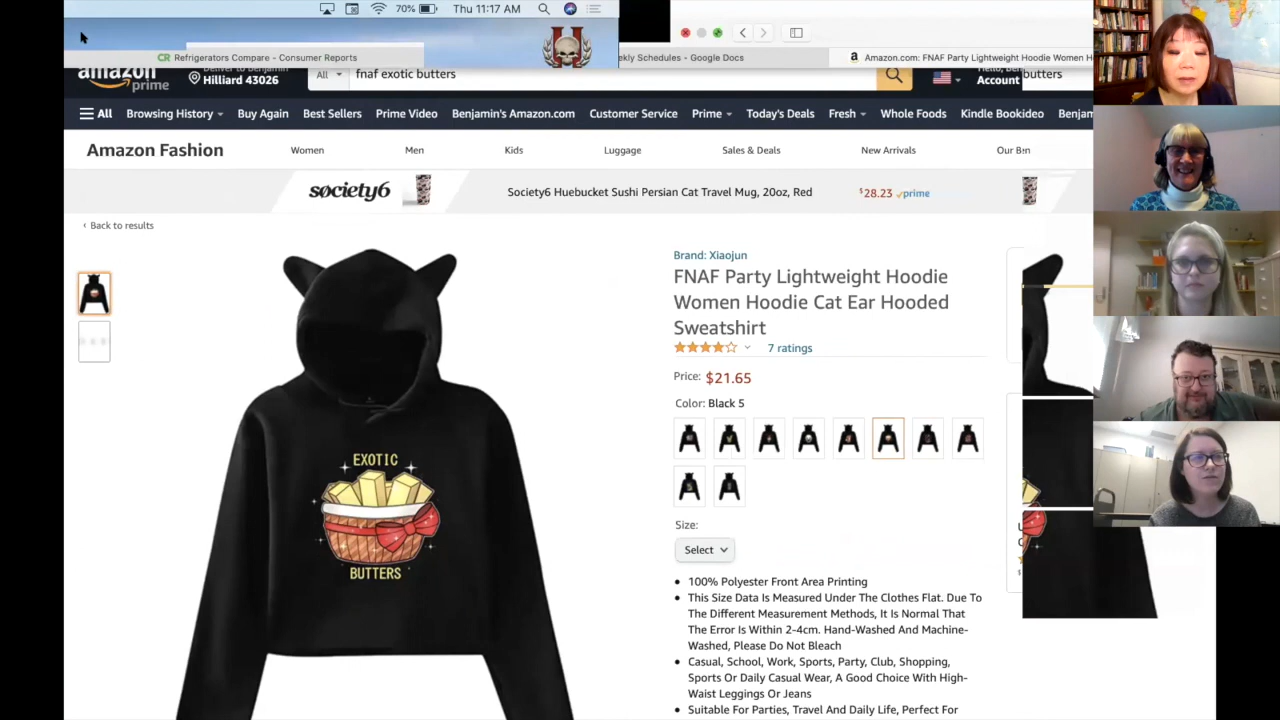 70%
Thu 11:17 AM
CR Refrigerators Compare - Consumer Reports
ekly Schedules - Google Docs
Amazon.com: FNAF Party Lightweight Hoodie Women H
amazon
prime
Deliver to Benjamin
Hilliard 43026
All
fnaf exotic butters
Hello, Ben
Account
butters
All
Browsing History
Buy Again
Best Sellers
Prime Video
Benjamin's Amazon.com
Customer Service
Prime
Today's Deals
Fresh
Whole Foods
Kindle Bookideo
Benjam
Amazon Fashion
Women
Men
Kids
Luggage
Sales & Deals
New Arrivals
society6
Society6 Huebucket Sushi Persian Cat Travel Mug, 20oz, Red
$28.23 prime
‹ Back to results
Brand: Xiaojun
FNAF Party Lightweight Hoodie
Women Hoodie Cat Ear Hooded
Sweatshirt
7 ratings
Price: $21.65
Color: Black 5
EXOTIC
BUTTERS
Size:
Select
100% Polyester Front Area Printing
This Size Data Is Measured Under The Clothes Flat. Due To
The Different Measurement Methods, It Is Normal That
The Error Is Within 2-4cm. Hand-Washed And Machine-
Washed, Please Do Not Bleach
Casual, School, Work, Sports, Party, Club, Shopping,
Sports Or Daily Casual Wear, A Good Choice With High-
Waist Leggings Or Jeans
Suitable For Parties, Travel And Daily Life, Perfect For